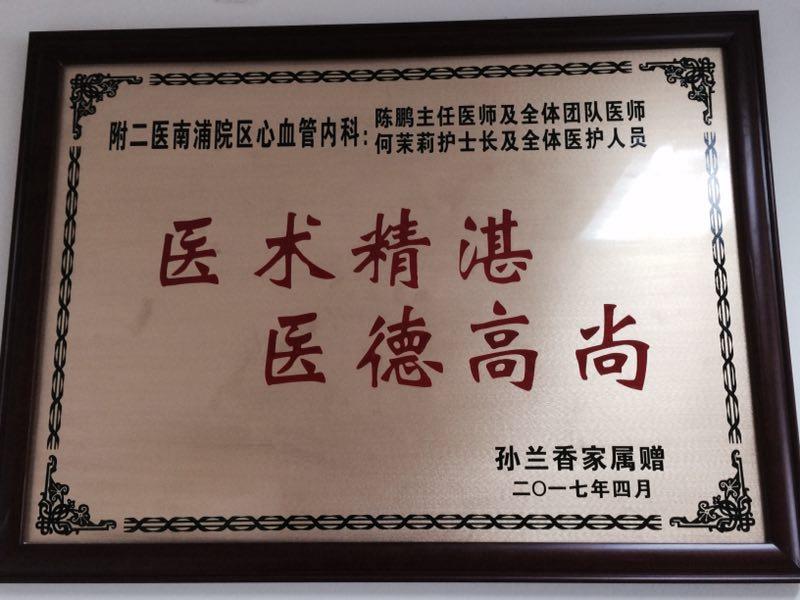 附二医南浦院区心血管内科:
陈鹏主任医师及全体团队医师
何茉莉护士长及全体医护人员
医术精湛
医德高尚
孙兰香家属赠
二〇一七年四月